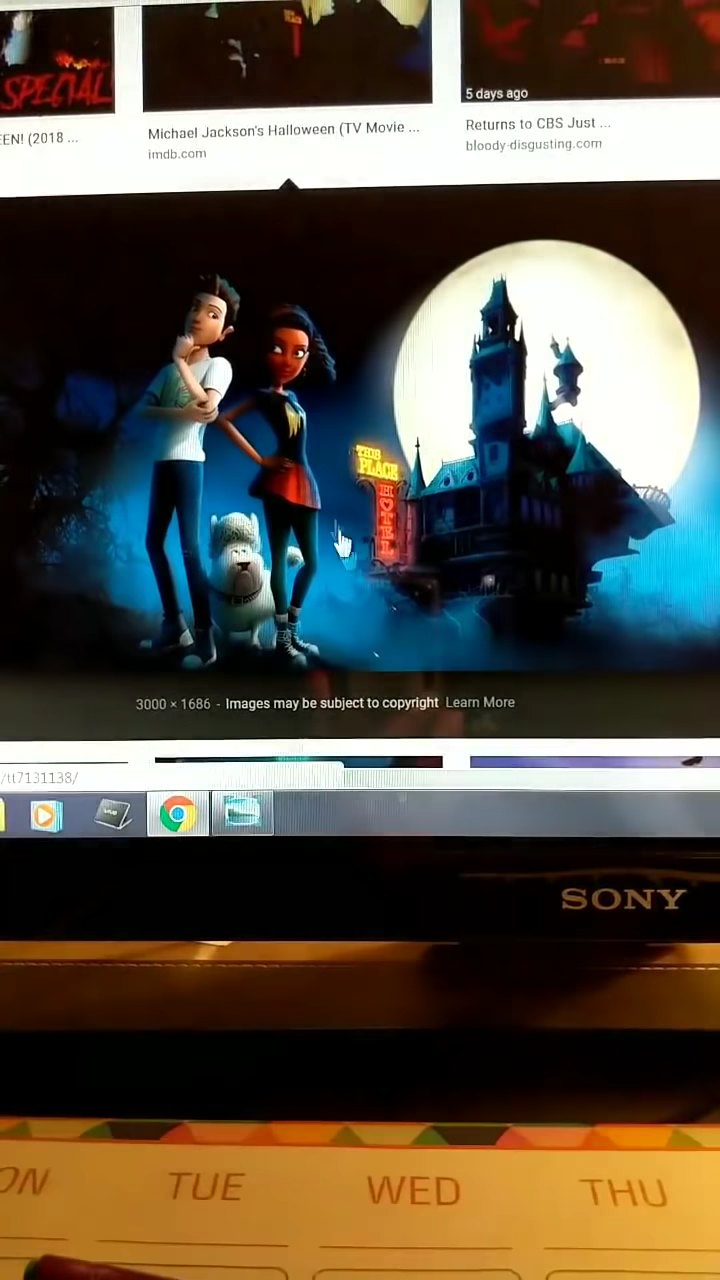 SPECIAL
5 days ago
EEN! (2018 ...
Michael Jackson's Halloween (TV Movie ...
imdb.com
Returns to CBS Just ...
bloody-disgusting.com
THIS
PLACE
HOTEL
3000 × 1686 - Images may be subject to copyright Learn More
/tt7131138/
SONY
ON TUE WED THU